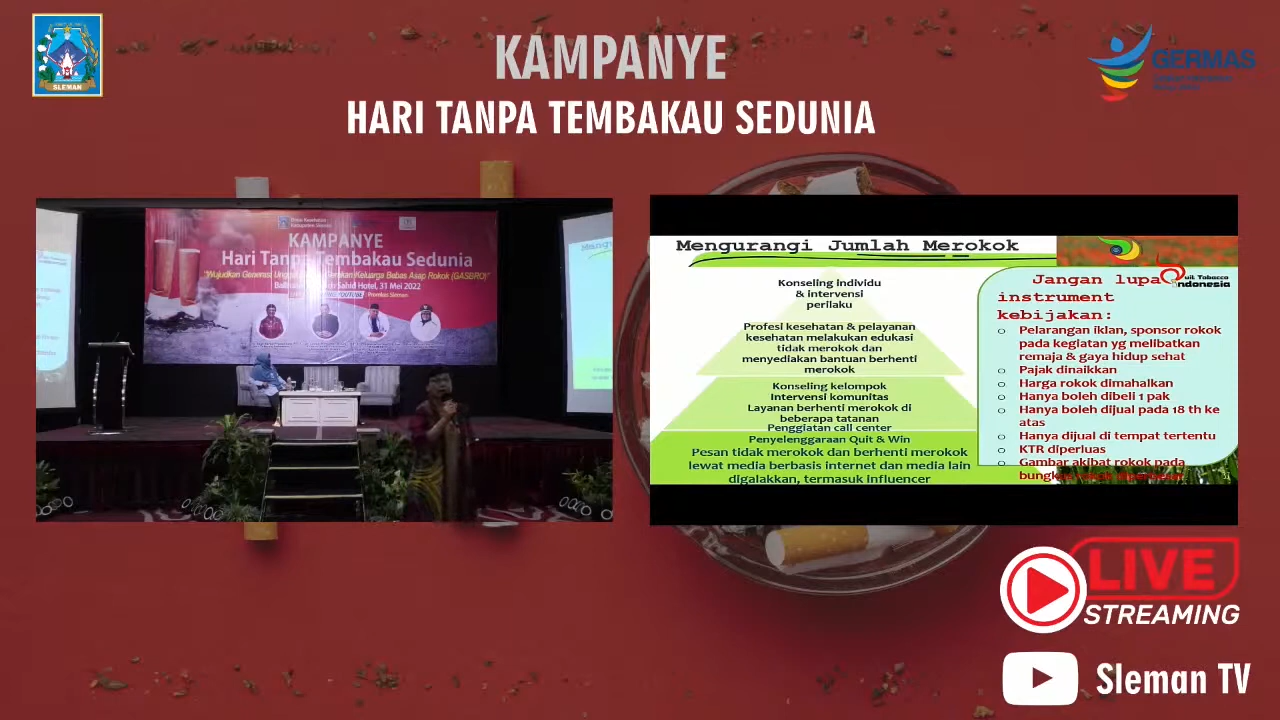 SLEMAN
KAMPANYE
HARI TANPA TEMBAKAU SEDUNIA
GERMAS
KAMPANYE
Hari Tanpa Tembakau Sedunia
Sahid Hotel, 31 Mei 2022
Mengurangi Jumlah Merokok
Konseling individu
& intervensi
perilaku
Profesi kesehatan & pelayanan
kesehatan melakukan edukasi
tidak merokok dan
menyediakan bantuan berhenti
merokok
Konseling kelompok
Intervensi komunitas
Layanan berhenti merokok di
beberapa tatanan
Penggiatan call center
Penyelenggaraan Quit & Win
Pesan tidak merokok dan berhenti merokok
lewat media berbasis internet dan media lain
digalakkan, termasuk influencer
Quit Tobacco
Indonesia
Jangan lupa
instrument
kebijakan:
o Pelarangan iklan, sponsor rokok
pada kegiatan yg melibatkan
remaja & gaya hidup sehat
o Pajak dinaikkan
o Harga rokok dimahalkan
o Hanya boleh dibeli 1 pak
o Hanya boleh dijual pada 18 th ke
atas
o Hanya dijual di tempat tertentu
o KTR diperluas
o Gambar akibat rokok pada
LIVE
STREAMING
Sleman TV